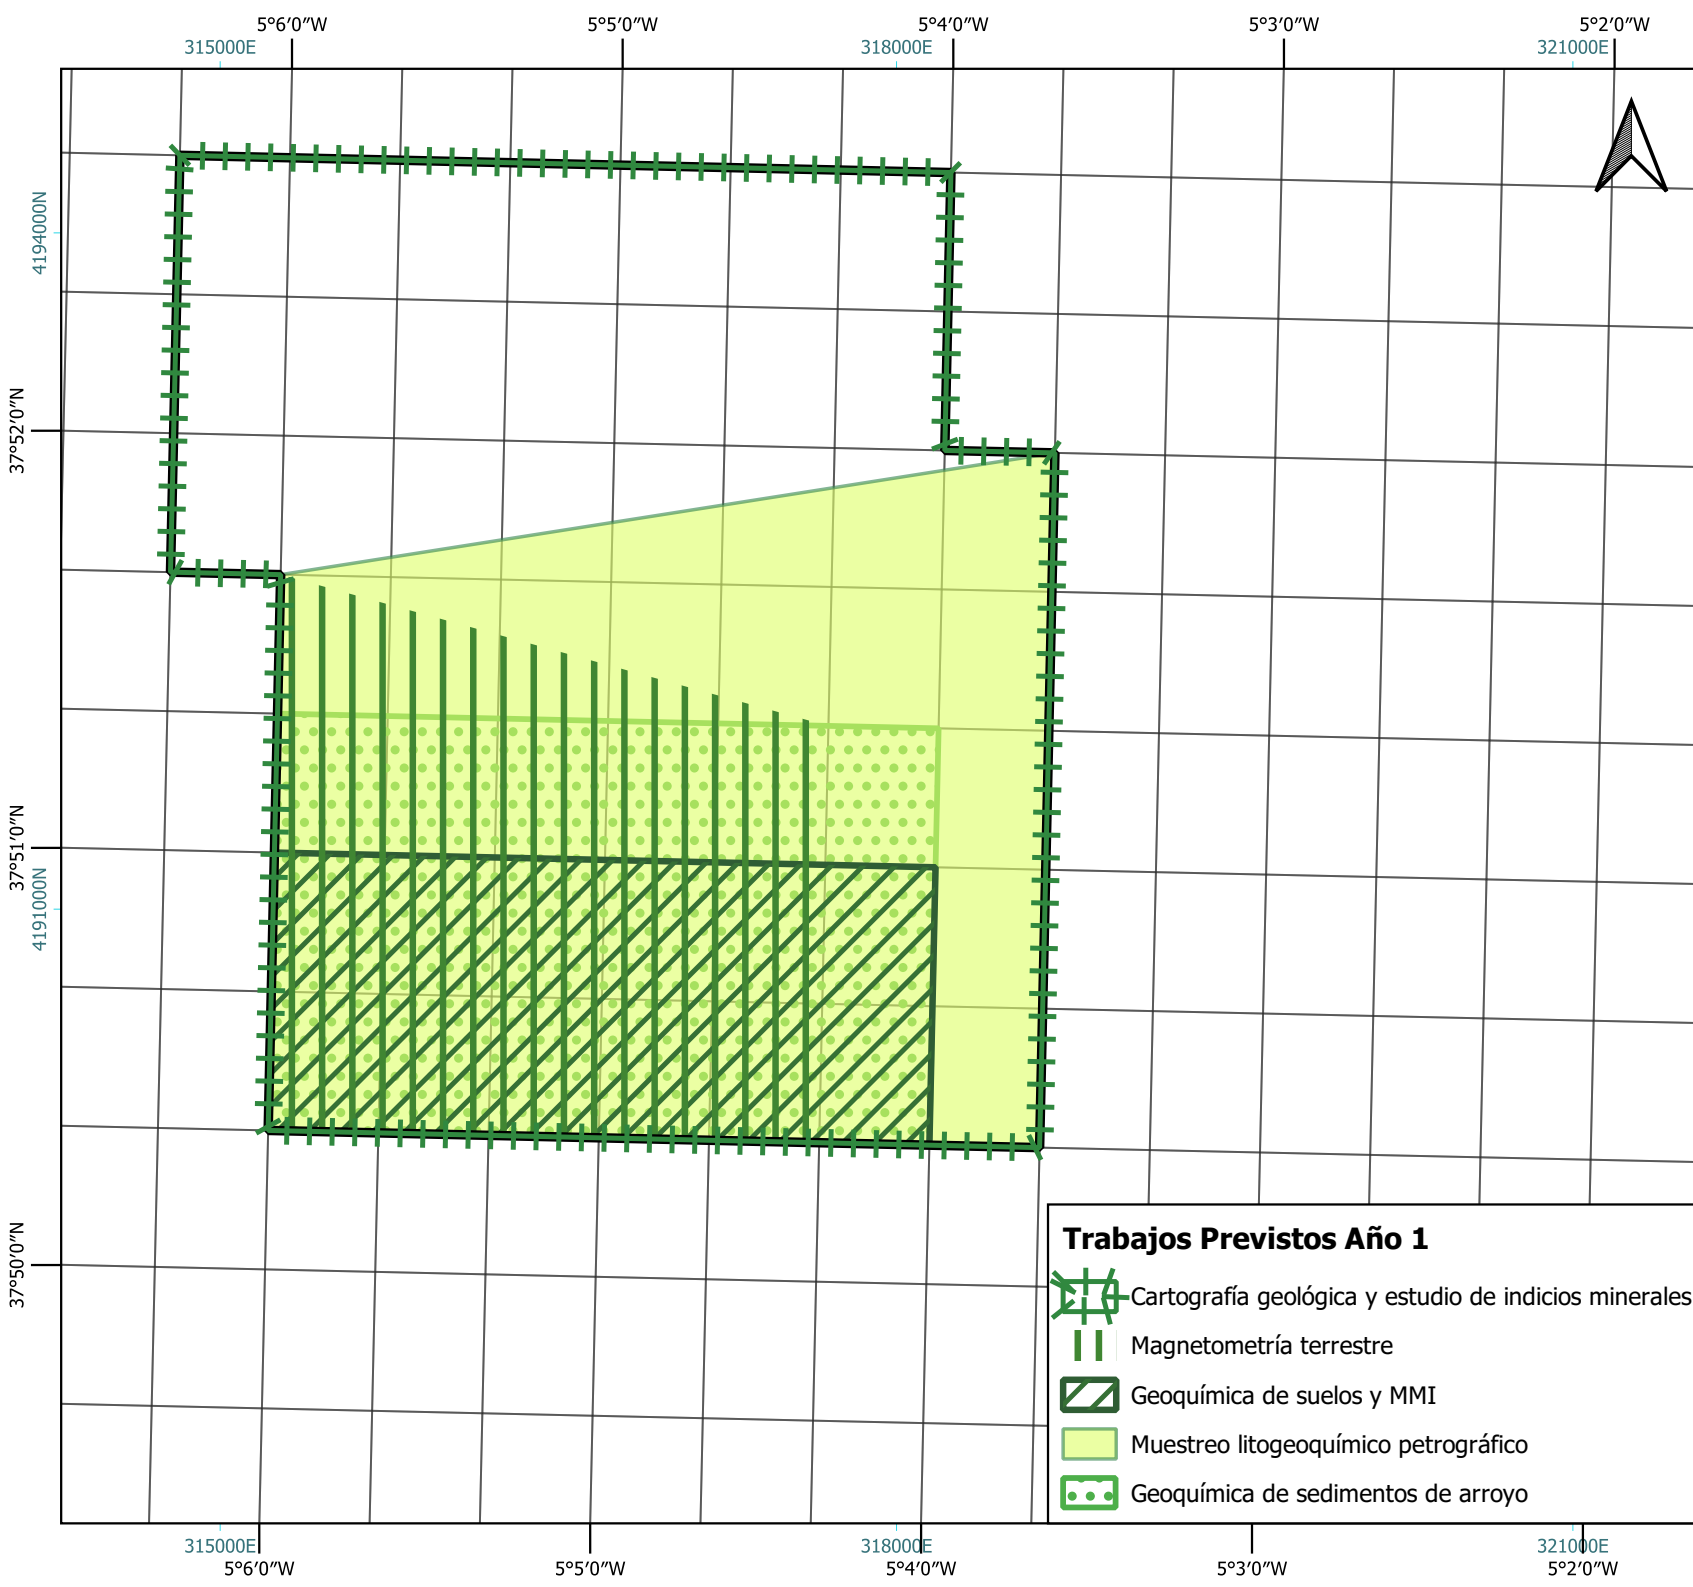 5°6′0″W 5°5′0″W 5°4′0″W 5°3′0″W 5°2′0″W
315000E 318000E 321000E
4194000N
37°52′0″N
37°51′0″N
4191000N
37°50′0″N
Trabajos Previstos Año 1
Cartografía geológica y estudio de indicios minerales
Magnetometría terrestre
Geoquímica de suelos y MMI
Muestreo litogeoquímico petrográfico
Geoquímica de sedimentos de arroyo
315000E 318000E 321000E
5°6′0″W 5°5′0″W 5°4′0″W 5°3′0″W 5°2′0″W